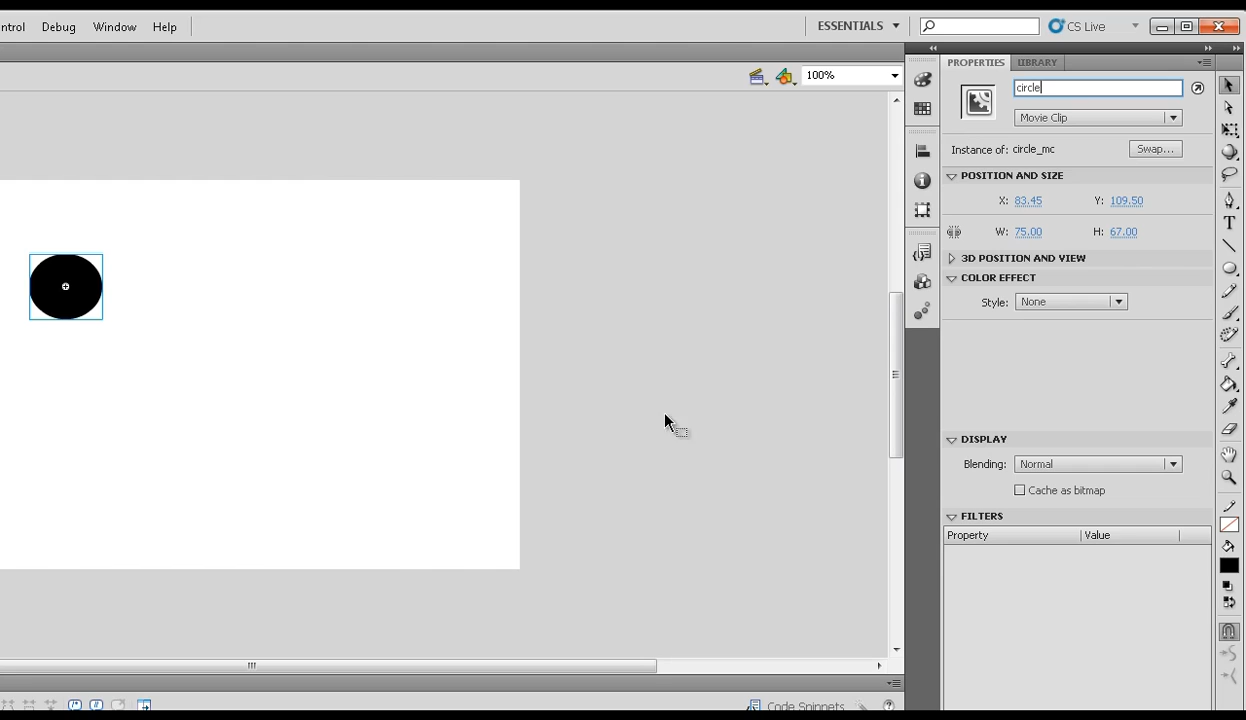 ntrol Debug Window Help ESSENTIALS CS Live
PROPERTIES LIBRARY
100%
circle
Movie Clip
Instance of: circle_mc Swap...
POSITION AND SIZE
X: 83.45 Y: 109.50
W: 75.00 H: 67.00
3D POSITION AND VIEW
COLOR EFFECT
Style: None
DISPLAY
Blending: Normal
Cache as bitmap
FILTERS
Property Value
Code Snippets